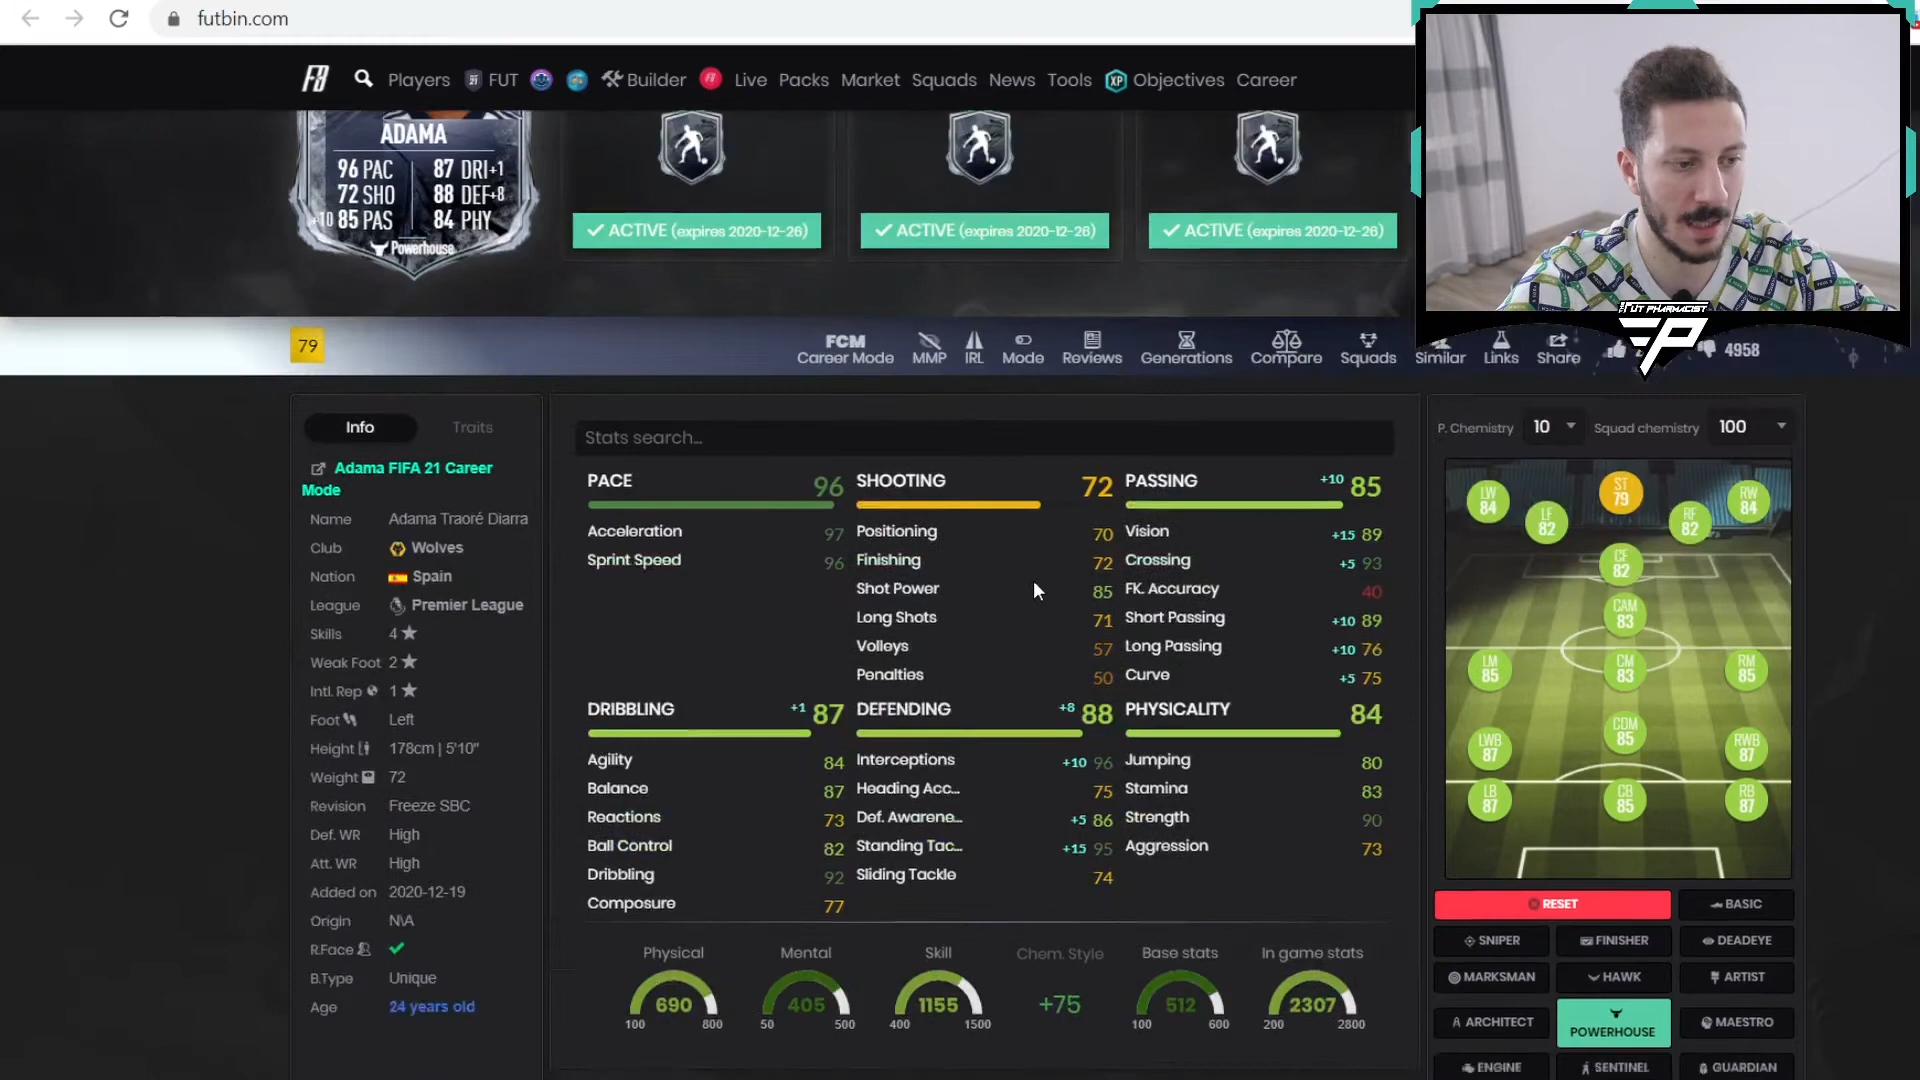 futbin.com
Players FUT Builder Live Packs Market Squads News Tools XP Objectives Career
ADAMA
96 PAC 87 DRI+1
72 SHO 88 DEF+8
+10 85 PAS 84 PHY
Powerhouse
ACTIVE (expires 2020-12-26)
ACTIVE (expires 2020-12-26)
ACTIVE (expires 2020-12-26)
FUT PHARMACIST
FP
79
FCM
Career Mode MMP IRL Mode Reviews Generations Compare Squads Similar Links Share 4958
Info Traits
Adama FIFA 21 Career
Mode
Name Adama Traoré Diarra
Club Wolves
Nation Spain
League Premier League
Skills 4
Weak Foot 2
Intl. Rep 1
Foot Left
Height 178cm | 5'10"
Weight 72
Revision Freeze SBC
Def. WR High
Att. WR High
Added on 2020-12-19
Origin N\A
R.Face
B.Type Unique
Age 24 years old
Stats search...
PACE 96
Acceleration 97
Sprint Speed 96
SHOOTING 72
Positioning 70
Finishing 72
Shot Power 85
Long Shots 71
Volleys 57
Penalties 50
PASSING +10 85
Vision +15 89
Crossing +5 93
FK. Accuracy 40
Short Passing +10 89
Long Passing +10 76
Curve +5 75
DRIBBLING +1 87
Agility 84
Balance 87
Reactions 73
Ball Control 82
Dribbling 92
Composure 77
DEFENDING +8 88
Interceptions +10 96
Heading Acc... 75
Def. Awarene... +5 86
Standing Tac... +15 95
Sliding Tackle 74
PHYSICALITY 84
Jumping 80
Stamina 83
Strength 90
Aggression 73
Physical Mental Skill Chem. Style Base stats In game stats
690 405 1155 +75 512 2307
100 800 50 500 400 1500 100 600 200 2800
P. Chemistry 10 Squad chemistry 100
LW 84
ST 79
RW 84
LF 82
RF 82
CF 82
CAM 83
LM 85
CM 83
RM 85
CDM 85
LWB 87
RWB 87
LB 87
CB 85
RB 87
RESET BASIC
SNIPER FINISHER DEADEYE
MARKSMAN HAWK ARTIST
ARCHITECT POWERHOUSE MAESTRO
ENGINE SENTINEL GUARDIAN